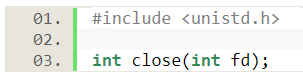 01. #include <unistd.h>
02.
03. int close(int fd);